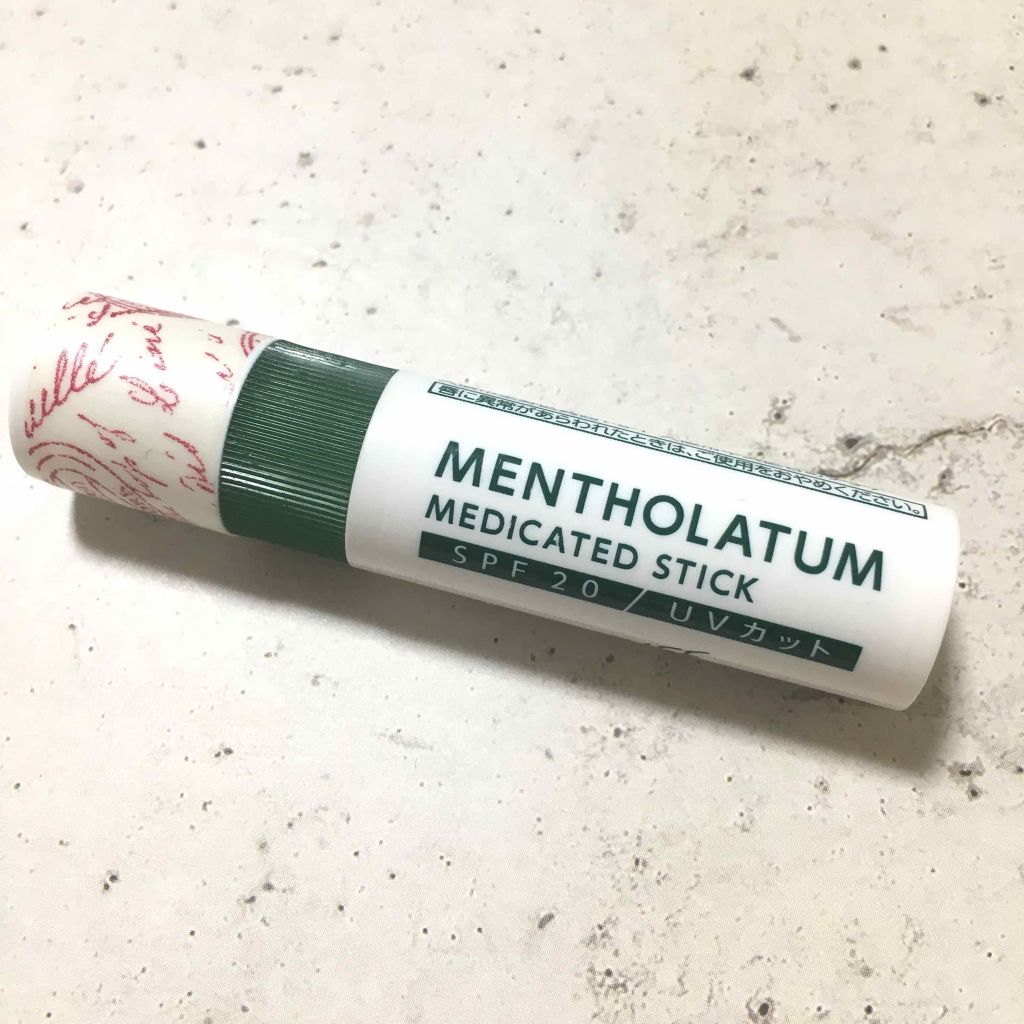 唇に異常があらわれたときは、ご使用をおやめください。
MENTHOLATUM
MEDICATED STICK
SPF 20 / UVカット